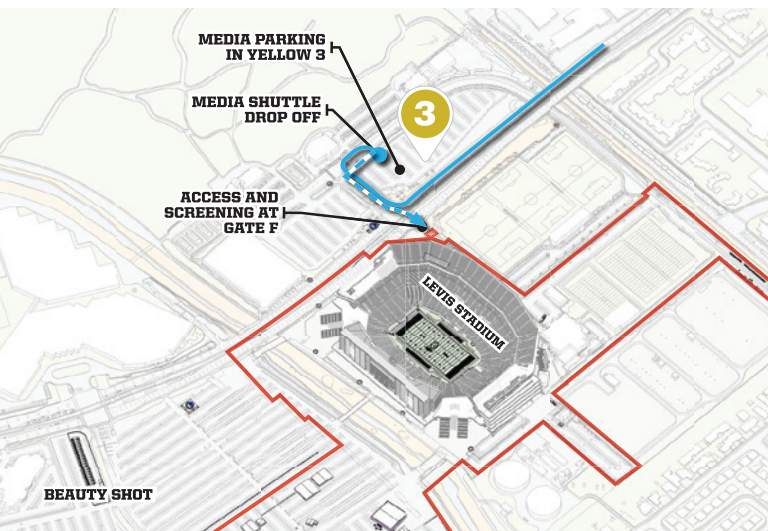 MEDIA PARKING
IN YELLOW 3
MEDIA SHUTTLE
DROP OFF
3
ACCESS AND
SCREENING AT
GATE F
LEVIS STADIUM
BEAUTY SHOT